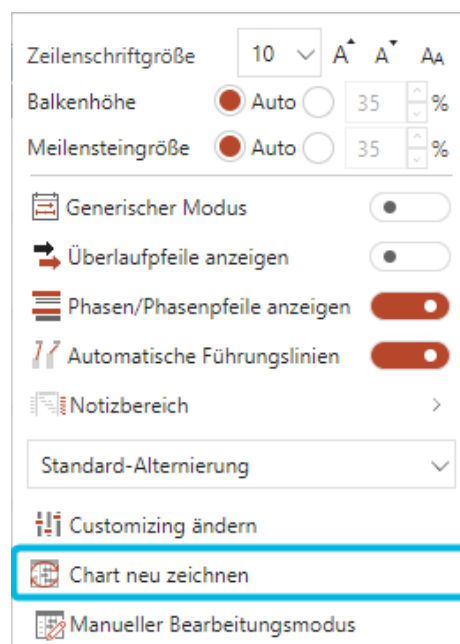 Zeilenschriftgröße 10 A A AA
Balkenhöhe Auto 35 %
Meilensteingröße Auto 35 %
Generischer Modus
Überlaufpfeile anzeigen
Phasen/Phasenpfeile anzeigen
Automatische Führungslinien
Notizbereich
Standard-Alternierung
Customizing ändern
Chart neu zeichnen
Manueller Bearbeitungsmodus